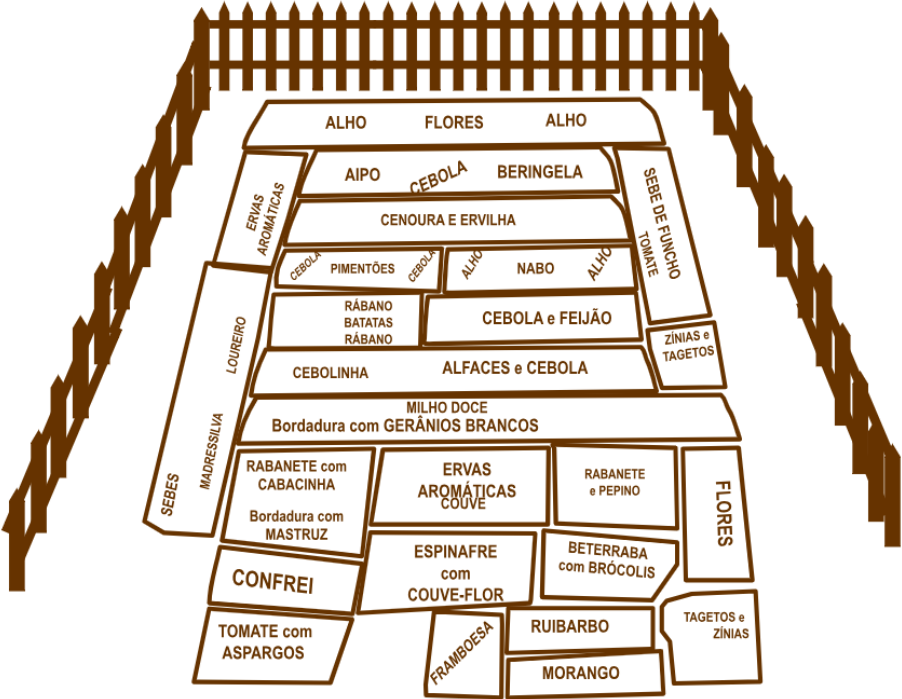 ALHO FLORES ALHO
ERVAS
AROMÁTICAS
AIPO CEBOLA BERINGELA
SEBE DE FUNCHO
TOMATE
CENOURA E ERVILHA
CEBOLA PIMENTÕES CEBOLA
ALHO NABO ALHO
RÁBANO
BATATAS
RÁBANO
CEBOLA e FEIJÃO
ZÍNIAS e
TAGETOS
LOUREIRO
MADRESSILVA
SEBES
CEBOLINHA ALFACES e CEBOLA
MILHO DOCE
Bordadura com GERÂNIOS BRANCOS
RABANETE com
CABACINHA
Bordadura com
MASTRUZ
ERVAS
AROMÁTICAS
COUVE
RABANETE
e PEPINO
FLORES
CONFREI
ESPINAFRE
com
COUVE-FLOR
BETERRABA
com BRÓCOLIS
TOMATE com
ASPARGOS
FRAMBOESA
RUIBARBO
MORANGO
TAGETOS e
ZÍNIAS